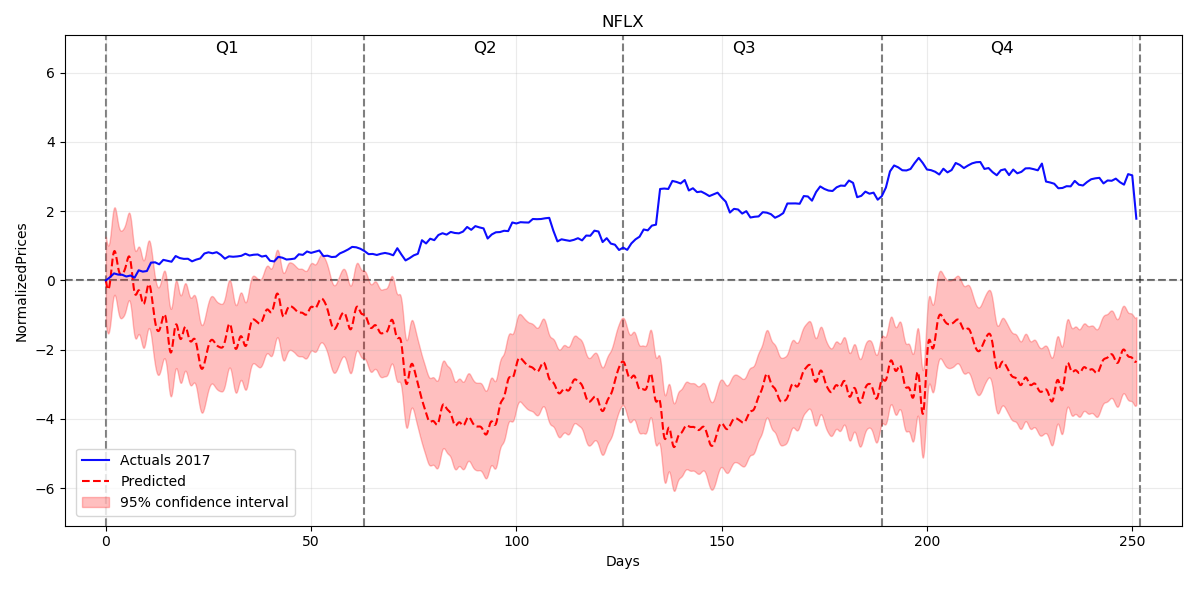 NFLX
Q1 Q2 Q3 Q4
NormalizedPrices
6
4
2
0
−2
−4
−6
Actuals 2017
Predicted
95% confidence interval
0 50 100 150 200 250
Days